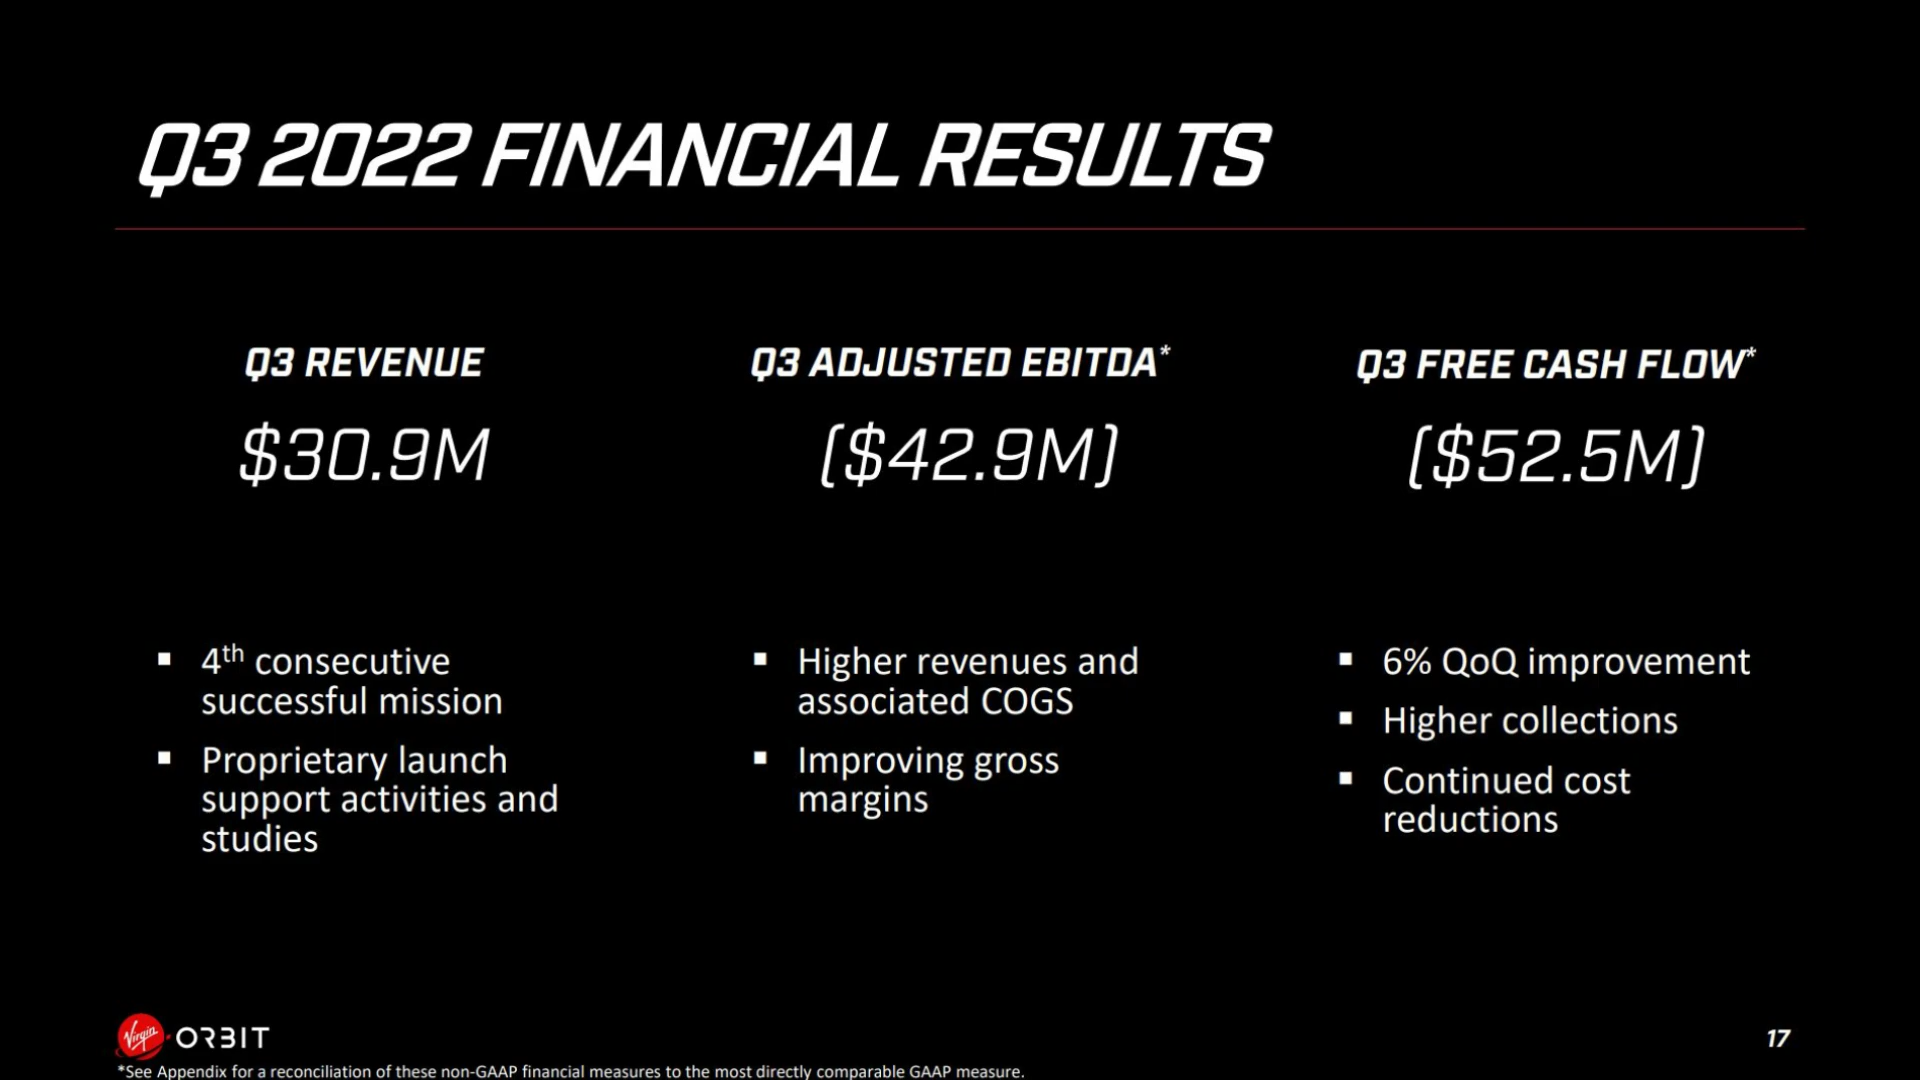 Q3 2022 FINANCIAL RESULTS
Q3 REVENUE
$30.9M
▪ 4th consecutive
successful mission
▪ Proprietary launch
support activities and
studies
Q3 ADJUSTED EBITDA*
($42.9M)
▪ Higher revenues and
associated COGS
▪ Improving gross
margins
Q3 FREE CASH FLOW*
($52.5M)
▪ 6% QoQ improvement
▪ Higher collections
▪ Continued cost
reductions
Virgin ORBIT
17
*See Appendix for a reconciliation of these non-GAAP financial measures to the most directly comparable GAAP measure.